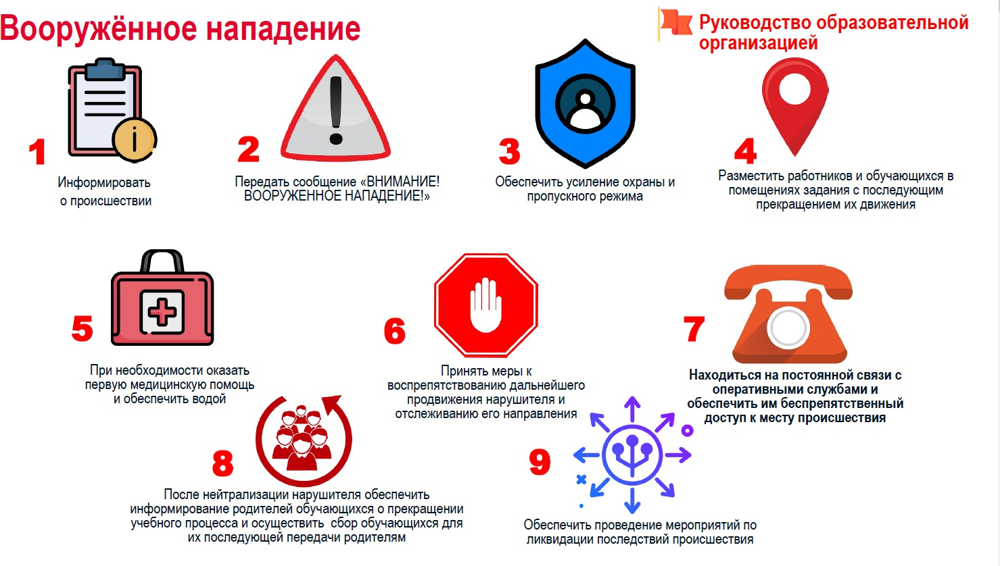 Вооружённое нападение
Руководство образовательной
организацией
1
Информировать
о происшествии
2
Передать сообщение «ВНИМАНИЕ!
ВООРУЖЕННОЕ НАПАДЕНИЕ!»
3
Обеспечить усиление охраны и
пропускного режима
4
Разместить работников и обучающихся в
помещениях задания с последующим
прекращением их движения
5
При необходимости оказать
первую медицинскую помощь
и обеспечить водой
6
Принять меры к
воспрепятствованию дальнейшего
продвижения нарушителя и
отслеживанию его направления
7
Находиться на постоянной связи с
оперативными службами и
обеспечить им беспрепятственный
доступ к месту происшествия
8
После нейтрализации нарушителя обеспечить
информирование родителей обучающихся о прекращении
учебного процесса и осуществить сбор обучающихся для
их последующей передачи родителям
9
Обеспечить проведение мероприятий по
ликвидации последствий происшествия